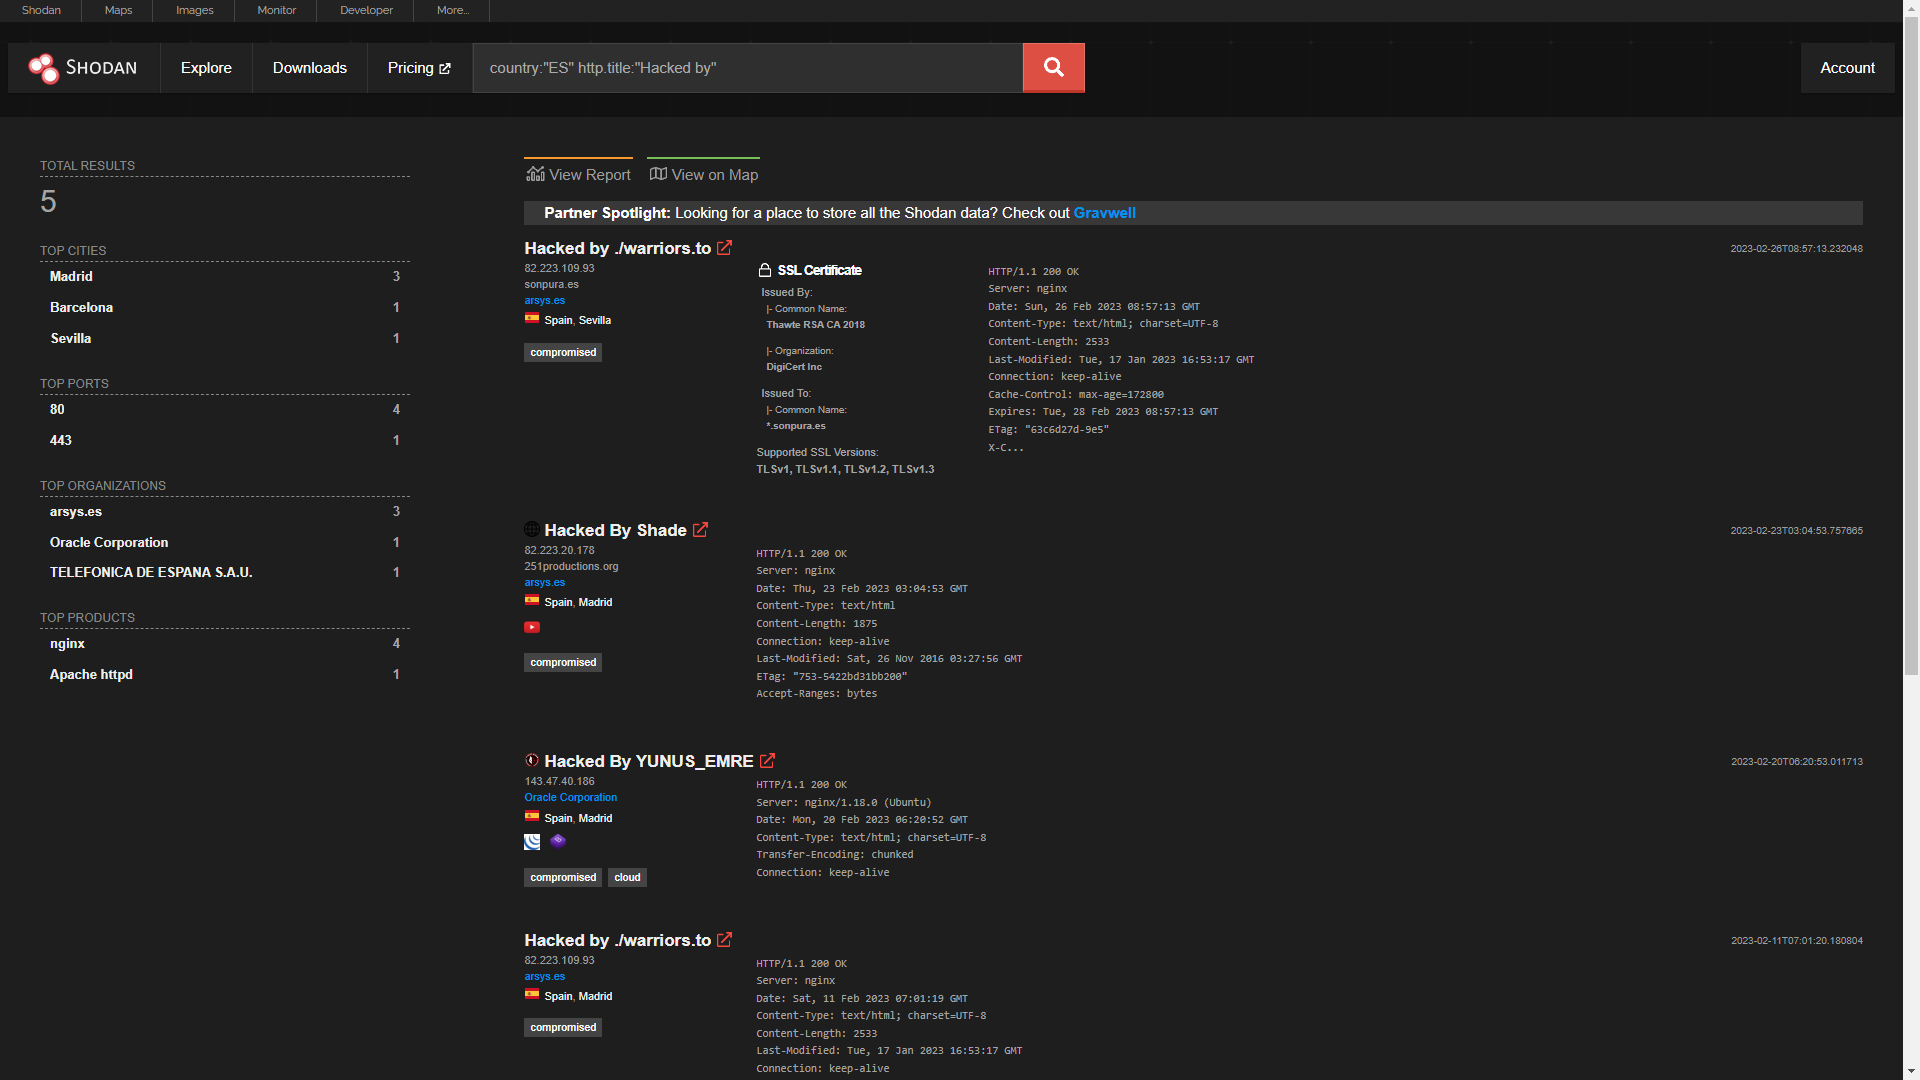 Shodan Maps Images Monitor Developer More...
SHODAN Explore Downloads Pricing country:"ES" http.title:"Hacked by" Account
TOTAL RESULTS
5
TOP CITIES
Madrid 3
Barcelona 1
Sevilla 1
TOP PORTS
80 4
443 1
TOP ORGANIZATIONS
arsys.es 3
Oracle Corporation 1
TELEFONICA DE ESPANA S.A.U. 1
TOP PRODUCTS
nginx 4
Apache httpd 1
View Report View on Map
Partner Spotlight: Looking for a place to store all the Shodan data? Check out Gravwell
Hacked by ./warriors.to 2023-02-26T08:57:13.232048
82.223.109.93
sonpura.es
arsys.es
Spain, Sevilla
compromised
SSL Certificate
Issued By:
|- Common Name:
Thawte RSA CA 2018
|- Organization:
DigiCert Inc
Issued To:
|- Common Name:
*.sonpura.es
Supported SSL Versions:
TLSv1, TLSv1.1, TLSv1.2, TLSv1.3
HTTP/1.1 200 OK
Server: nginx
Date: Sun, 26 Feb 2023 08:57:13 GMT
Content-Type: text/html; charset=UTF-8
Content-Length: 2533
Last-Modified: Tue, 17 Jan 2023 16:53:17 GMT
Connection: keep-alive
Cache-Control: max-age=172800
Expires: Tue, 28 Feb 2023 08:57:13 GMT
ETag: "63c6d27d-9e5"
X-C...
Hacked By Shade 2023-02-23T03:04:53.757665
82.223.20.178
251productions.org
arsys.es
Spain, Madrid
compromised
HTTP/1.1 200 OK
Server: nginx
Date: Thu, 23 Feb 2023 03:04:53 GMT
Content-Type: text/html
Content-Length: 1875
Connection: keep-alive
Last-Modified: Sat, 26 Nov 2016 03:27:56 GMT
ETag: "753-5422bd31bb200"
Accept-Ranges: bytes
Hacked By YUNUS_EMRE 2023-02-20T06:20:53.011713
143.47.40.186
Oracle Corporation
Spain, Madrid
compromised cloud
HTTP/1.1 200 OK
Server: nginx/1.18.0 (Ubuntu)
Date: Mon, 20 Feb 2023 06:20:52 GMT
Content-Type: text/html; charset=UTF-8
Transfer-Encoding: chunked
Connection: keep-alive
Hacked by ./warriors.to 2023-02-11T07:01:20.180804
82.223.109.93
arsys.es
Spain, Madrid
compromised
HTTP/1.1 200 OK
Server: nginx
Date: Sat, 11 Feb 2023 07:01:19 GMT
Content-Type: text/html; charset=UTF-8
Content-Length: 2533
Last-Modified: Tue, 17 Jan 2023 16:53:17 GMT
Connection: keep-alive